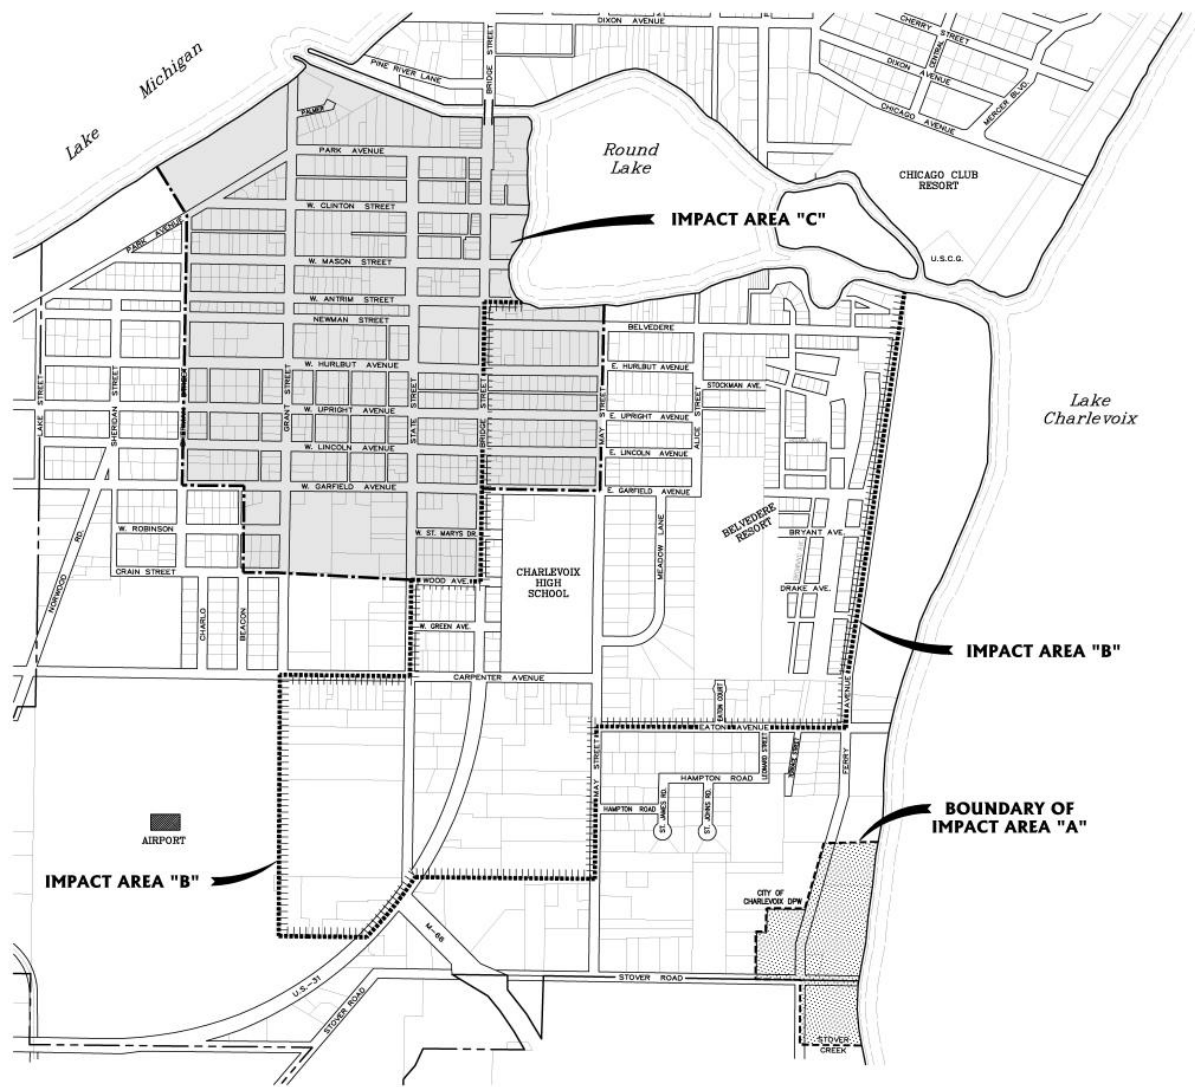 DIXON AVENUE
CHERRY STREET
CENTRAL
DIXON AVENUE
MERCER BLVD.
CHICAGO AVENUE
PINE RIVER LANE
BRIDGE STREET
Lake Michigan
PALMER
PARK AVENUE
Round
Lake
CHICAGO CLUB
RESORT
W. CLINTON STREET
IMPACT AREA "C"
PARK AVENUE
U.S.C.G.
W. MASON STREET
W. ANTRIM STREET
NEWMAN STREET
BELVEDERE
W. HURLBUT AVENUE
E. HURLBUT AVENUE
STOCKMAN AVE.
LAKE STREET
SHERIDAN STREET
GRANT STREET
STATE STREET
BRIDGE STREET
MAY STREET
ALICE STREET
Lake
Charlevoix
W. UPRIGHT AVENUE
E. UPRIGHT AVENUE
W. LINCOLN AVENUE
E. LINCOLN AVENUE
W. GARFIELD AVENUE
E. GARFIELD AVENUE
NORWOOD RD.
W. ROBINSON
W. ST. MARYS DR.
MEADOW LANE
BELVEDERE
RESORT
BRYANT AVE.
CRAIN STREET
WOOD AVE.
CHARLEVOIX
HIGH
SCHOOL
DRAKE AVE.
CHARLO
BEACON
W. GREEN AVE.
IMPACT AREA "B"
CARPENTER AVENUE
EATON COURT
AVENUE
EATON AVENUE
MAY STREET
LEONARD STREET
FERRY
HAMPTON ROAD
HAMPTON ROAD
ST. JAMES RD.
ST. JOHNS RD.
AIRPORT
BOUNDARY OF
IMPACT AREA "A"
IMPACT AREA "B"
CITY OF
CHARLEVOIX DPW
M-66
U.S.-31
STOVER ROAD
STOVER ROAD
STOVER
CREEK